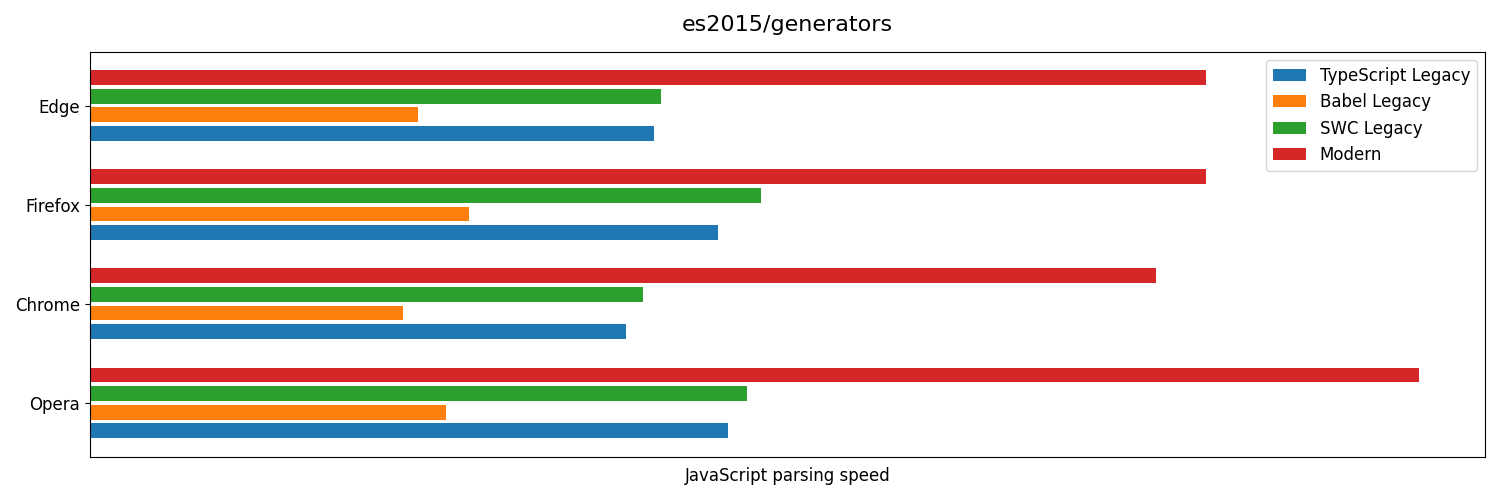 es2015/generators
TypeScript Legacy
Babel Legacy
SWC Legacy
Modern
Edge
Firefox
Chrome
Opera
JavaScript parsing speed